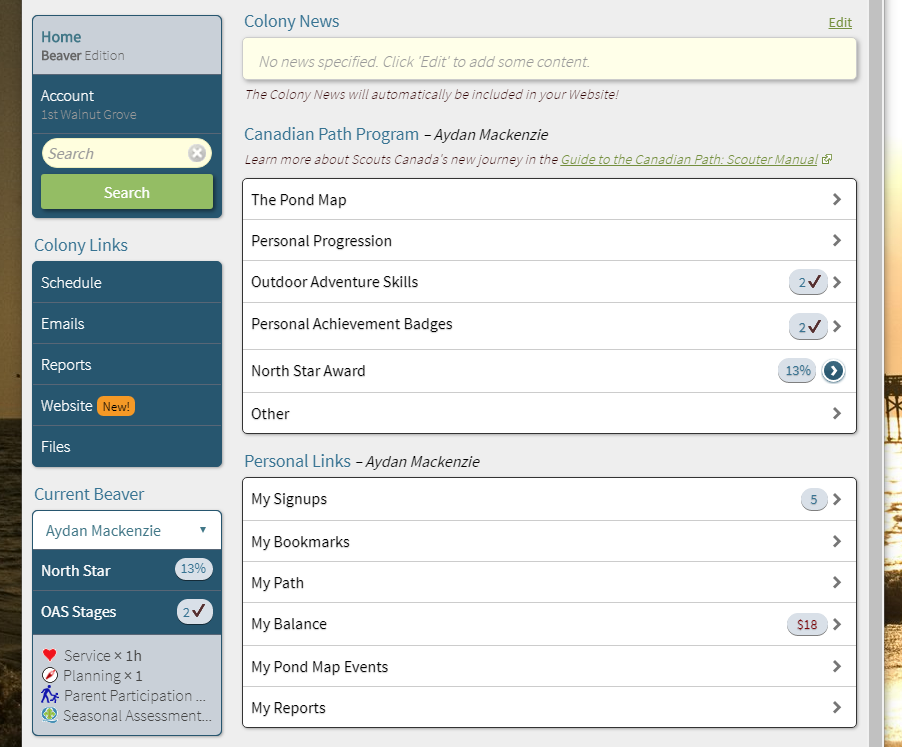 Home
Beaver Edition
Account
1st Walnut Grove
Search
Search
Colony Links
Schedule
Emails
Reports
Website New!
Files
Current Beaver
Aydan Mackenzie
North Star 13%
OAS Stages 2
Service × 1h
Planning × 1
Parent Participation ...
Seasonal Assessment...
Colony News Edit
No news specified. Click 'Edit' to add some content.
The Colony News will automatically be included in your Website!
Canadian Path Program – Aydan Mackenzie
Learn more about Scouts Canada's new journey in the Guide to the Canadian Path: Scouter Manual
The Pond Map
Personal Progression
Outdoor Adventure Skills 2
Personal Achievement Badges 2
North Star Award 13%
Other
Personal Links – Aydan Mackenzie
My Signups 5
My Bookmarks
My Path
My Balance $18
My Pond Map Events
My Reports